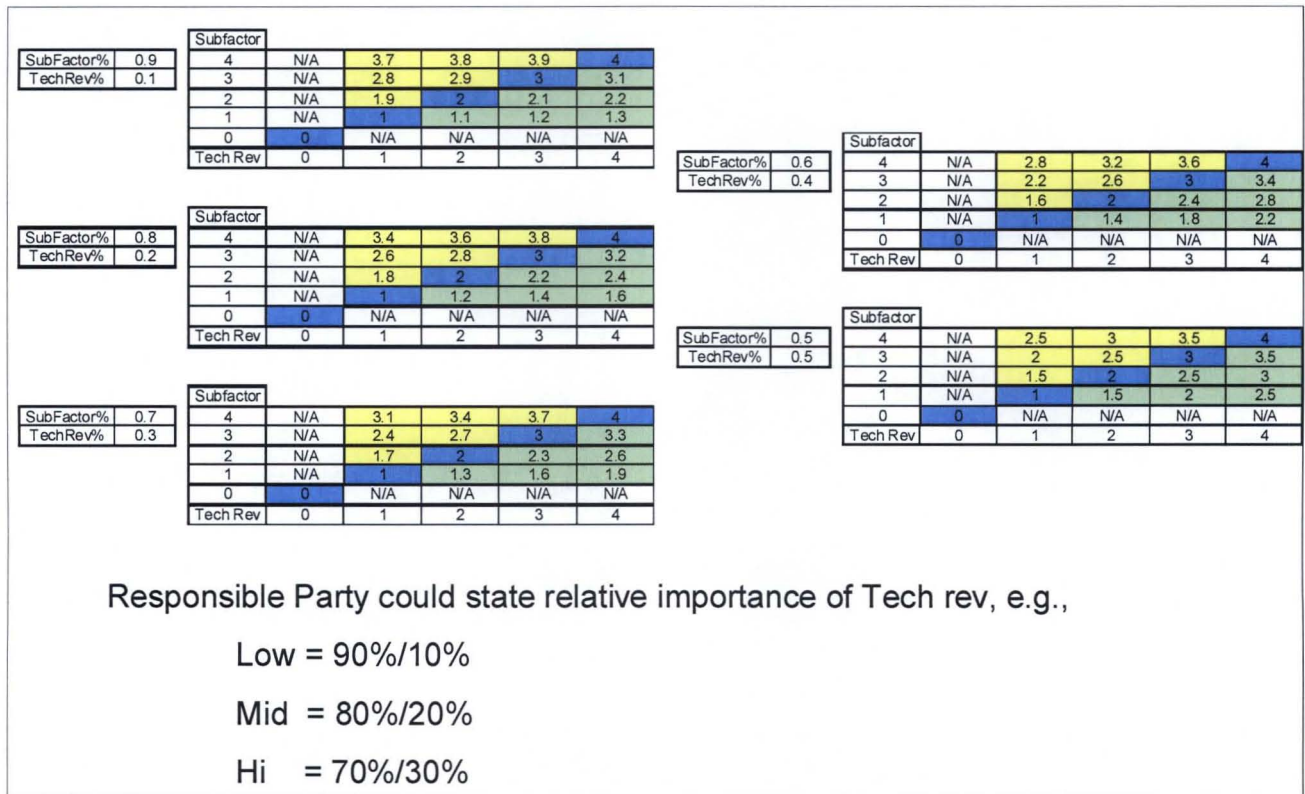 Subfactor
SubFactor% 0.9 4 N/A 3.7 3.8 3.9 4
TechRev% 0.1 3 N/A 2.8 2.9 3 3.1
2 N/A 1.9 2 2.1 2.2
1 N/A 1 1.1 1.2 1.3
0 0 N/A N/A N/A N/A
Tech Rev 0 1 2 3 4
Subfactor
SubFactor% 0.8 4 N/A 3.4 3.6 3.8 4
TechRev% 0.2 3 N/A 2.6 2.8 3 3.2
2 N/A 1.8 2 2.2 2.4
1 N/A 1 1.2 1.4 1.6
0 0 N/A N/A N/A N/A
Tech Rev 0 1 2 3 4
Subfactor
SubFactor% 0.7 4 N/A 3.1 3.4 3.7 4
TechRev% 0.3 3 N/A 2.4 2.7 3 3.3
2 N/A 1.7 2 2.3 2.6
1 N/A 1 1.3 1.6 1.9
0 0 N/A N/A N/A N/A
Tech Rev 0 1 2 3 4
Subfactor
SubFactor% 0.6 4 N/A 2.8 3.2 3.6 4
TechRev% 0.4 3 N/A 2.2 2.6 3 3.4
2 N/A 1.6 2 2.4 2.8
1 N/A 1 1.4 1.8 2.2
0 0 N/A N/A N/A N/A
Tech Rev 0 1 2 3 4
Subfactor
SubFactor% 0.5 4 N/A 2.5 3 3.5 4
TechRev% 0.5 3 N/A 2 2.5 3 3.5
2 N/A 1.5 2 2.5 3
1 N/A 1 1.5 2 2.5
0 0 N/A N/A N/A N/A
Tech Rev 0 1 2 3 4
Responsible Party could state relative importance of Tech rev, e.g.,
Low = 90%/10%
Mid = 80%/20%
Hi = 70%/30%